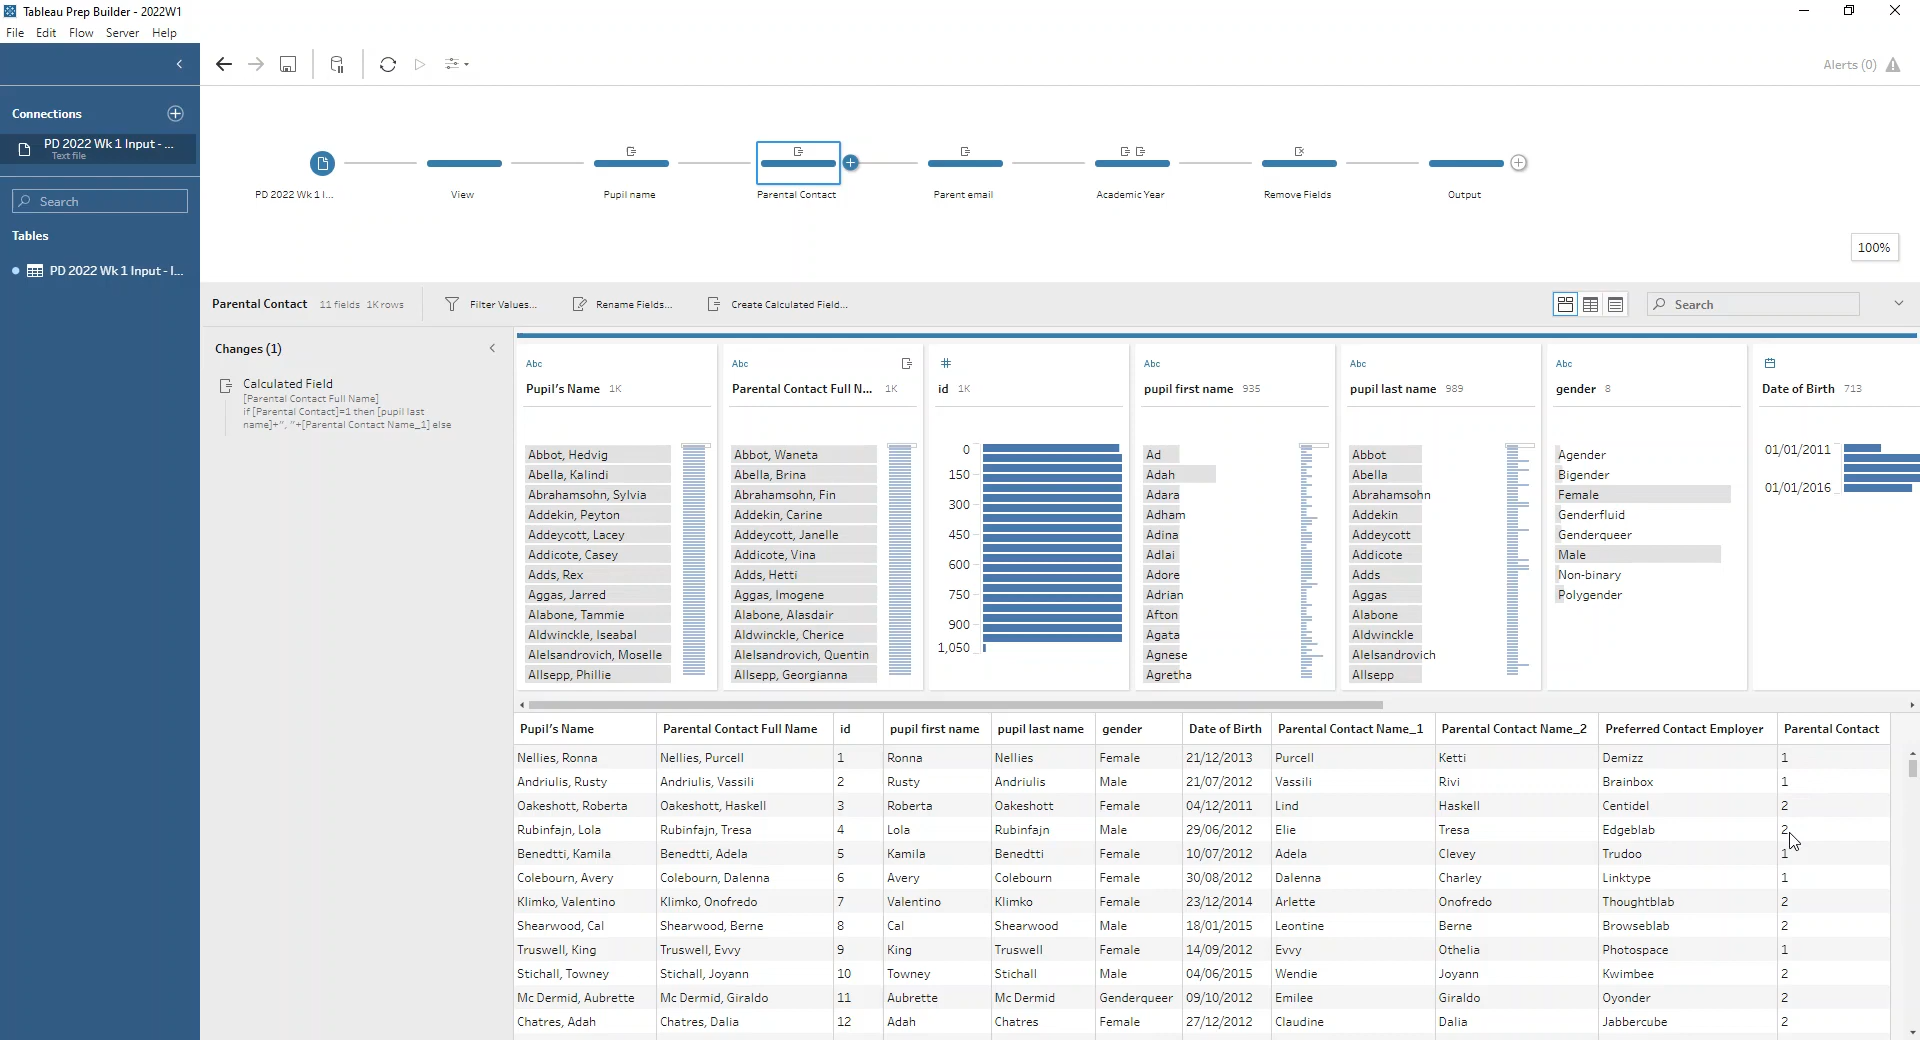 Tableau Prep Builder - 2022W1
File Edit Flow Server Help
Alerts (0)
Connections
PD 2022 Wk 1 Input - ...
Text file
Search
Tables
PD 2022 Wk 1 Input - I...
PD 2022 Wk 1 I... View Pupil name Parental Contact Parent email Academic Year Remove Fields Output
100%
Parental Contact 11 fields 1K rows Filter Values... Rename Fields... Create Calculated Field... Search
Changes (1)
Calculated Field
[Parental Contact Full Name]
if [Parental Contact]=1 then [pupil last
name]+", "+[Parental Contact Name_1] else
Abc
Pupil's Name 1K
Abbot, Hedvig
Abella, Kalindi
Abrahamsohn, Sylvia
Addekin, Peyton
Addeycott, Lacey
Addicote, Casey
Adds, Rex
Aggas, Jarred
Alabone, Tammie
Aldwinckle, Iseabal
Alelsandrovich, Moselle
Allsepp, Phillie
Abc
Parental Contact Full N... 1K
Abbot, Waneta
Abella, Brina
Abrahamsohn, Fin
Addekin, Carine
Addeycott, Janelle
Addicote, Vina
Adds, Hetti
Aggas, Imogene
Alabone, Alasdair
Aldwinckle, Cherice
Alelsandrovich, Quentin
Allsepp, Georgianna
#
id 1K
0
150
300
450
600
750
900
1,050
Abc
pupil first name 935
Ad
Adah
Adara
Adham
Adina
Adlai
Adore
Adrian
Afton
Agata
Agnese
Agretha
Abc
pupil last name 989
Abbot
Abella
Abrahamsohn
Addekin
Addeycott
Addicote
Adds
Aggas
Alabone
Aldwinckle
Alelsandrovich
Allsepp
Abc
gender 8
Agender
Bigender
Female
Genderfluid
Genderqueer
Male
Non-binary
Polygender
Date of Birth 713
01/01/2011
01/01/2016
Pupil's Name Parental Contact Full Name id pupil first name pupil last name gender Date of Birth Parental Contact Name_1 Parental Contact Name_2 Preferred Contact Employer Parental Contact
Nellies, Ronna Nellies, Purcell 1 Ronna Nellies Female 21/12/2013 Purcell Ketti Demizz 1
Andriulis, Rusty Andriulis, Vassili 2 Rusty Andriulis Male 21/07/2012 Vassili Rivi Brainbox 1
Oakeshott, Roberta Oakeshott, Haskell 3 Roberta Oakeshott Female 04/12/2011 Lind Haskell Centidel 2
Rubinfajn, Lola Rubinfajn, Tresa 4 Lola Rubinfajn Male 29/06/2012 Elie Tresa Edgeblab 2
Benedtti, Kamila Benedtti, Adela 5 Kamila Benedtti Female 10/07/2012 Adela Clevey Trudoo 1
Colebourn, Avery Colebourn, Dalenna 6 Avery Colebourn Female 30/08/2012 Dalenna Charley Linktype 1
Klimko, Valentino Klimko, Onofredo 7 Valentino Klimko Female 23/12/2014 Arlette Onofredo Thoughtblab 2
Shearwood, Cal Shearwood, Berne 8 Cal Shearwood Male 18/01/2015 Leontine Berne Browseblab 2
Truswell, King Truswell, Evvy 9 King Truswell Female 14/09/2012 Evvy Othelia Photospace 1
Stichall, Towney Stichall, Joyann 10 Towney Stichall Male 04/06/2015 Wendie Joyann Kwimbee 2
Mc Dermid, Aubrette Mc Dermid, Giraldo 11 Aubrette Mc Dermid Genderqueer 09/10/2012 Emilee Giraldo Oyonder 2
Chatres, Adah Chatres, Dalia 12 Adah Chatres Female 27/12/2012 Claudine Dalia Jabbercube 2